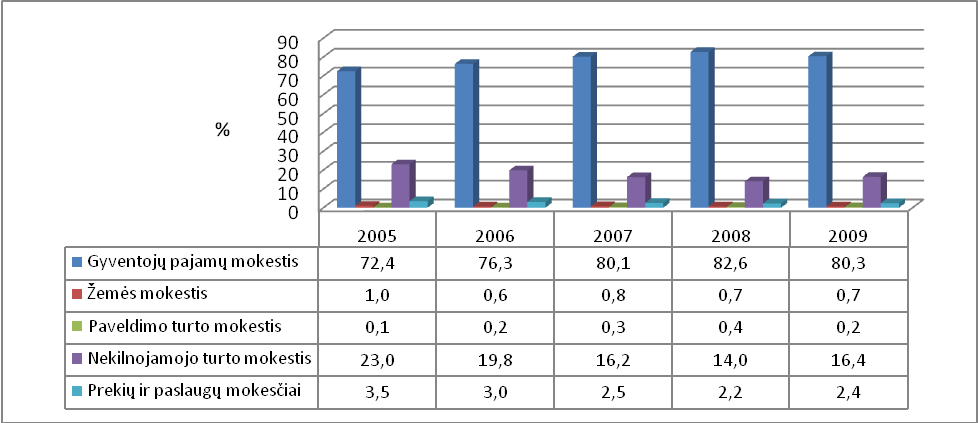 90
80
70
60
50
40
30
20
10
0
%
2005 2006 2007 2008 2009
Gyventojų pajamų mokestis 72,4 76,3 80,1 82,6 80,3
Žemės mokestis 1,0 0,6 0,8 0,7 0,7
Paveldimo turto mokestis 0,1 0,2 0,3 0,4 0,2
Nekilnojamojo turto mokestis 23,0 19,8 16,2 14,0 16,4
Prekių ir paslaugų mokesčiai 3,5 3,0 2,5 2,2 2,4